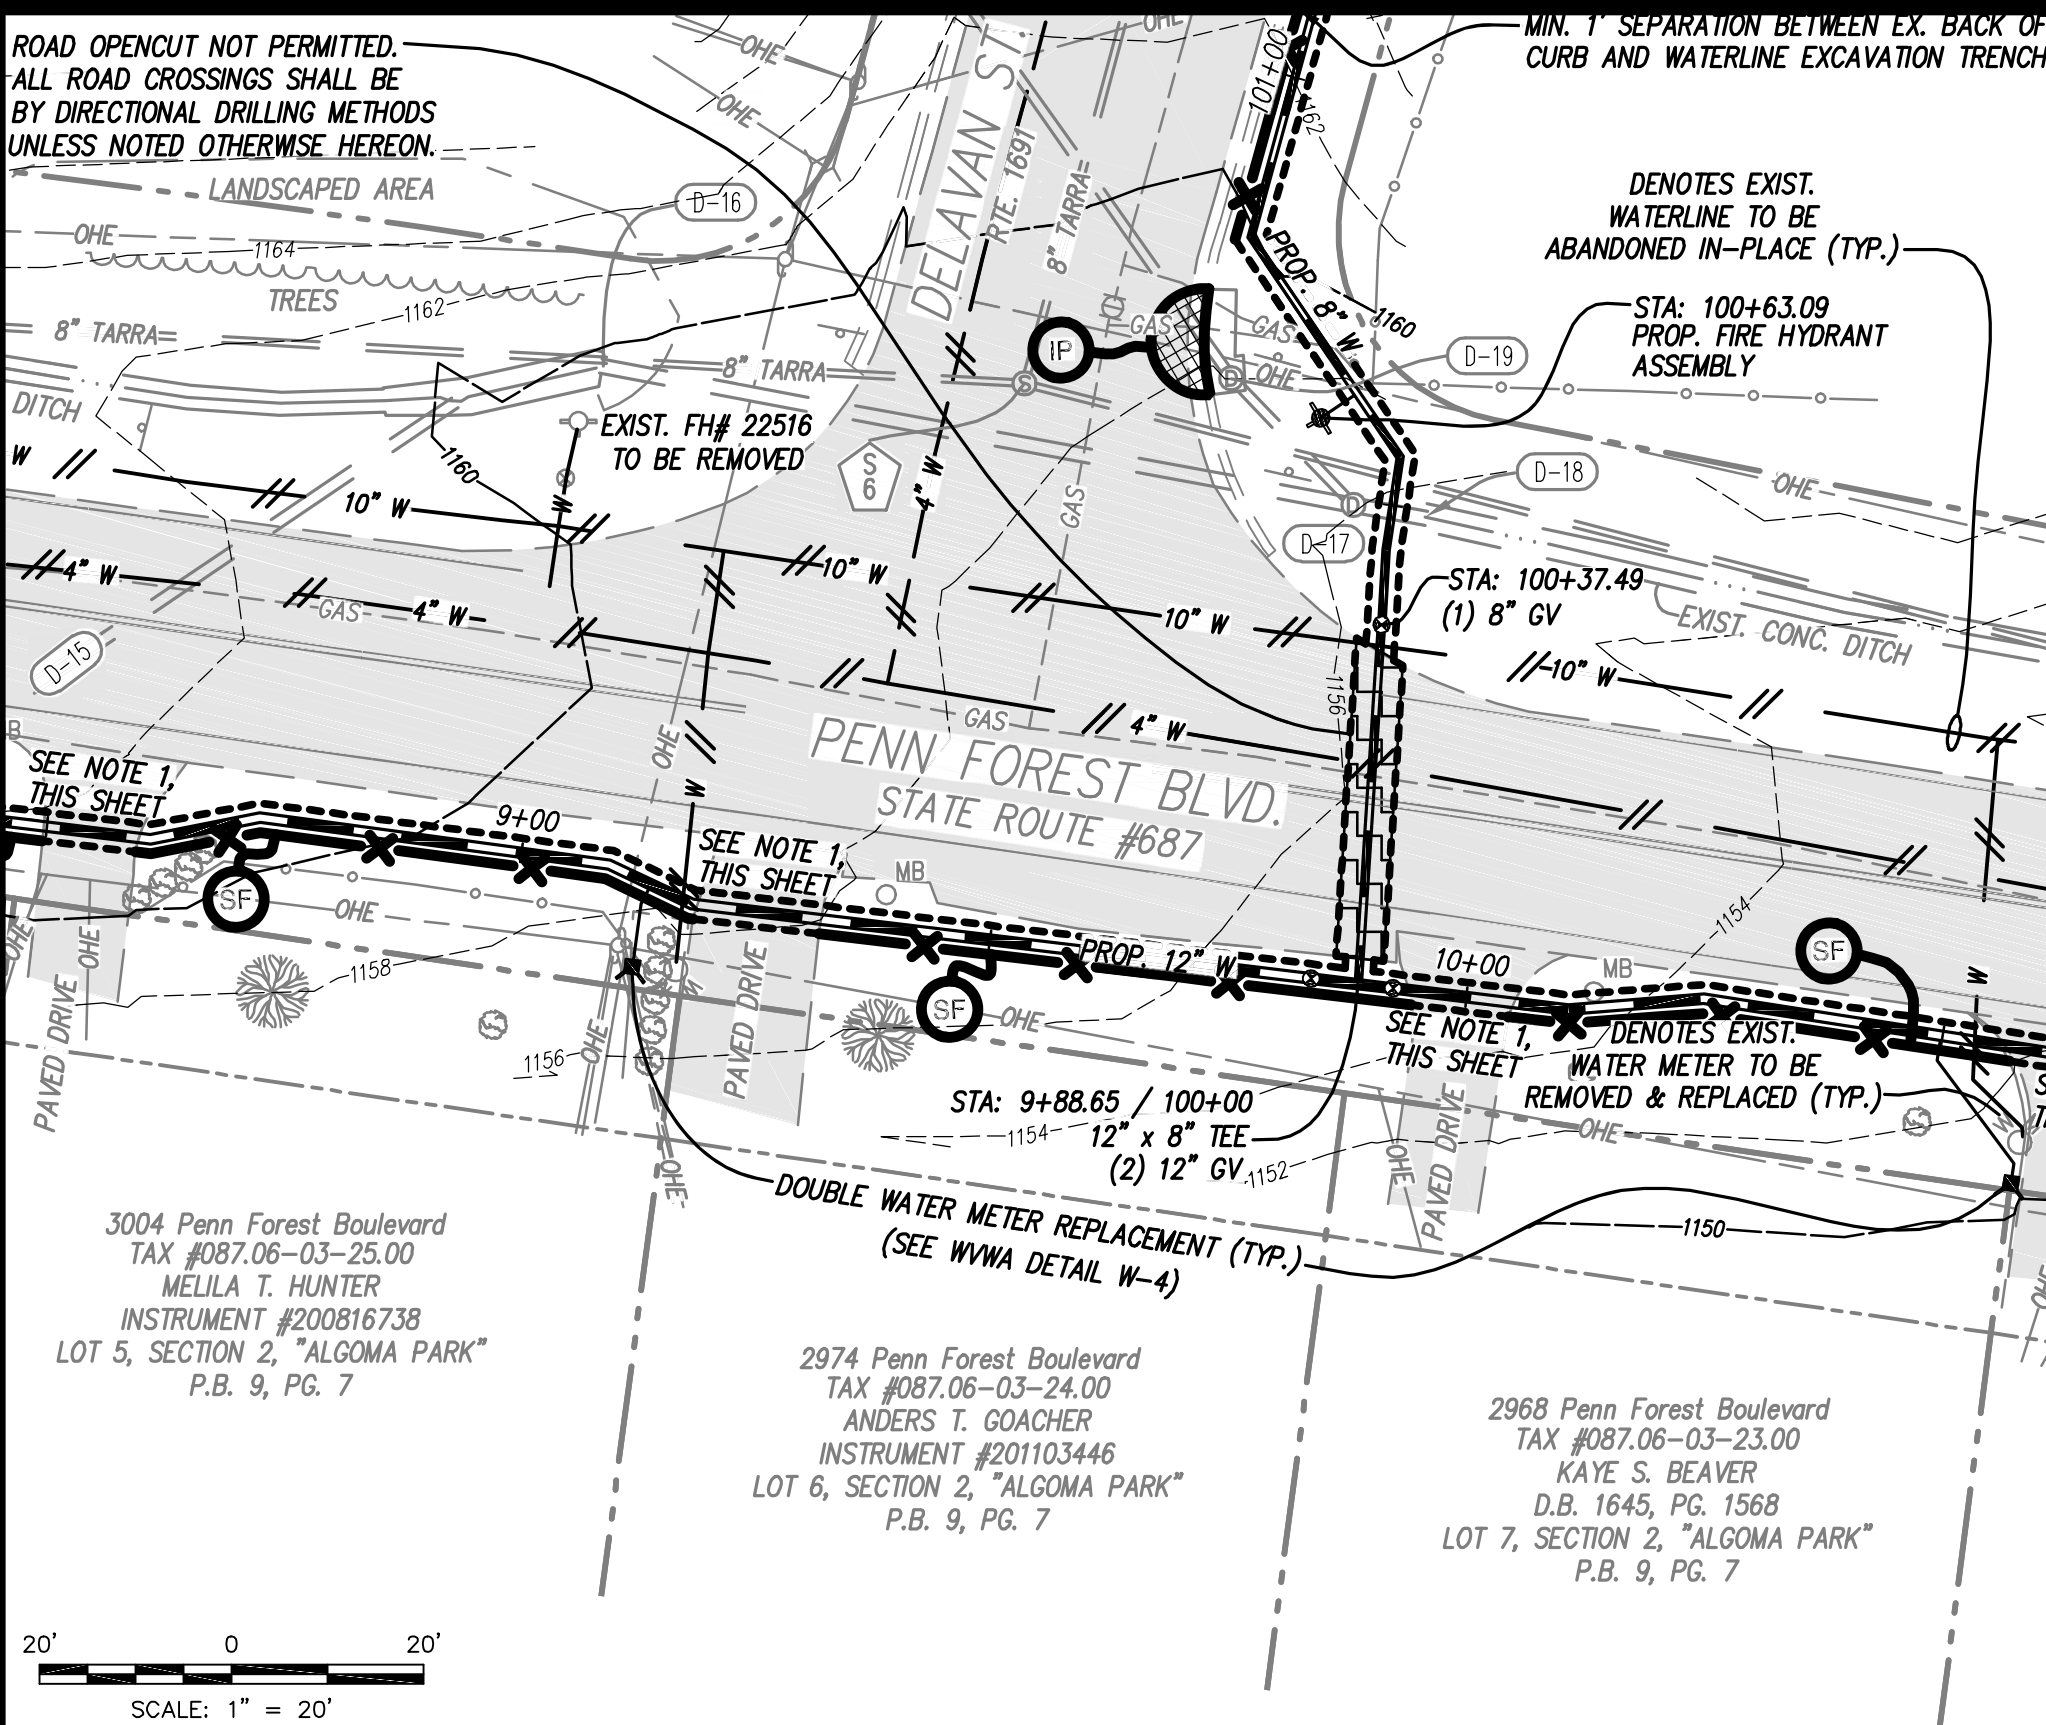 ROAD OPENCUT NOT PERMITTED.
ALL ROAD CROSSINGS SHALL BE
BY DIRECTIONAL DRILLING METHODS
UNLESS NOTED OTHERWISE HEREON.
MIN. 1' SEPARATION BETWEEN EX. BACK OF
CURB AND WATERLINE EXCAVATION TRENCH
OHE
OHE
OHE
101+00
1162
DELAVAN ST.
RTE. 1691
8" TARRA=
LANDSCAPED AREA
D-16
DENOTES EXIST.
WATERLINE TO BE
ABANDONED IN-PLACE (TYP.)
OHE
1164
TREES
1162
PROP. 8" W
1160
STA: 100+63.09
PROP. FIRE HYDRANT
ASSEMBLY
8" TARRA=
8" TARRA
IP
GAS
GAS
OHE
D
S
D-19
DITCH
EXIST. FH# 22516
TO BE REMOVED
W
1160
S
6
4" W
GAS
D-18
D
OHE
10" W
W
D-17
4" W
10" W
STA: 100+37.49
(1) 8" GV
GAS
4" W
10" W
EXIST. CONC. DITCH
10" W
D-15
1156
OHE
GAS
4" W
PENN FOREST BLVD.
STATE ROUTE #687
B
SEE NOTE 1,
THIS SHEET
9+00
W
SEE NOTE 1,
THIS SHEET
MB
SF
OHE
1154
SF
OHE
OHE
PAVED DRIVE
1158
PAVED DRIVE
W
PROP. 12" W
10+00
MB
W
SF
OHE
SEE NOTE 1,
THIS SHEET
DENOTES EXIST.
WATER METER TO BE
REMOVED & REPLACED (TYP.)
1156
OHE
STA: 9+88.65 / 100+00
12" x 8" TEE
(2) 12" GV
1154
1152
OHE
PAVED DRIVE
OHE
W
OHE
DOUBLE WATER METER REPLACEMENT (TYP.)
(SEE WVWA DETAIL W-4)
1150
OHE
3004 Penn Forest Boulevard
TAX #087.06-03-25.00
MELILA T. HUNTER
INSTRUMENT #200816738
LOT 5, SECTION 2, "ALGOMA PARK"
P.B. 9, PG. 7
2974 Penn Forest Boulevard
TAX #087.06-03-24.00
ANDERS T. GOACHER
INSTRUMENT #201103446
LOT 6, SECTION 2, "ALGOMA PARK"
P.B. 9, PG. 7
2968 Penn Forest Boulevard
TAX #087.06-03-23.00
KAYE S. BEAVER
D.B. 1645, PG. 1568
LOT 7, SECTION 2, "ALGOMA PARK"
P.B. 9, PG. 7
20' 0 20'
SCALE: 1" = 20'